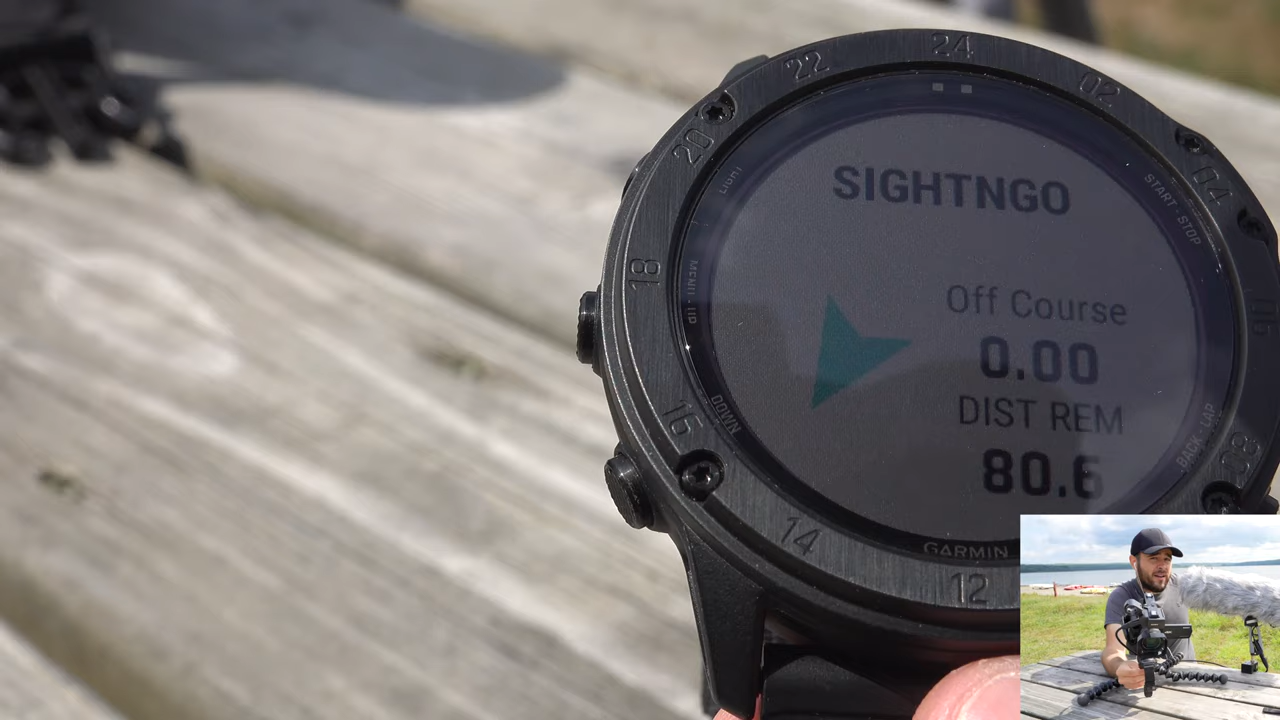 24
22
02
20
04
LIGHT
START · STOP
SIGHTNGO
18
MENU · UP
Off Course
0.00
DIST REM
80.6
16
DOWN
BACK · LAP
08
14
GARMIN
12